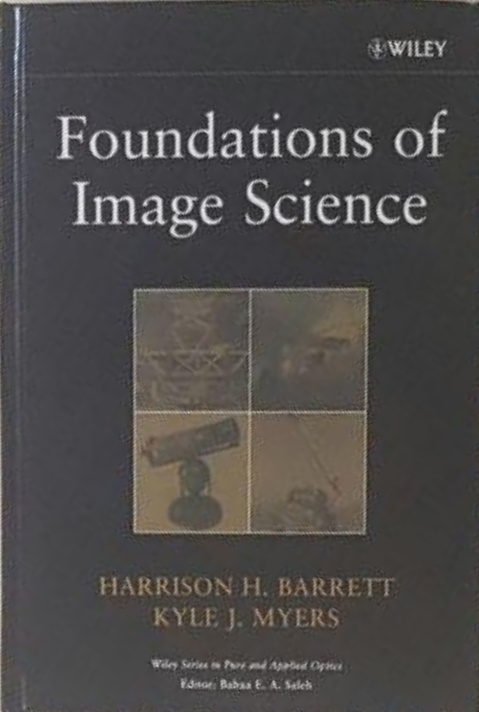 WILEY
Foundations of
Image Science
HARRISON H. BARRETT
KYLE J. MYERS
Wiley Series in Pure and Applied Optics
Editor: Bahaa E. A. Saleh